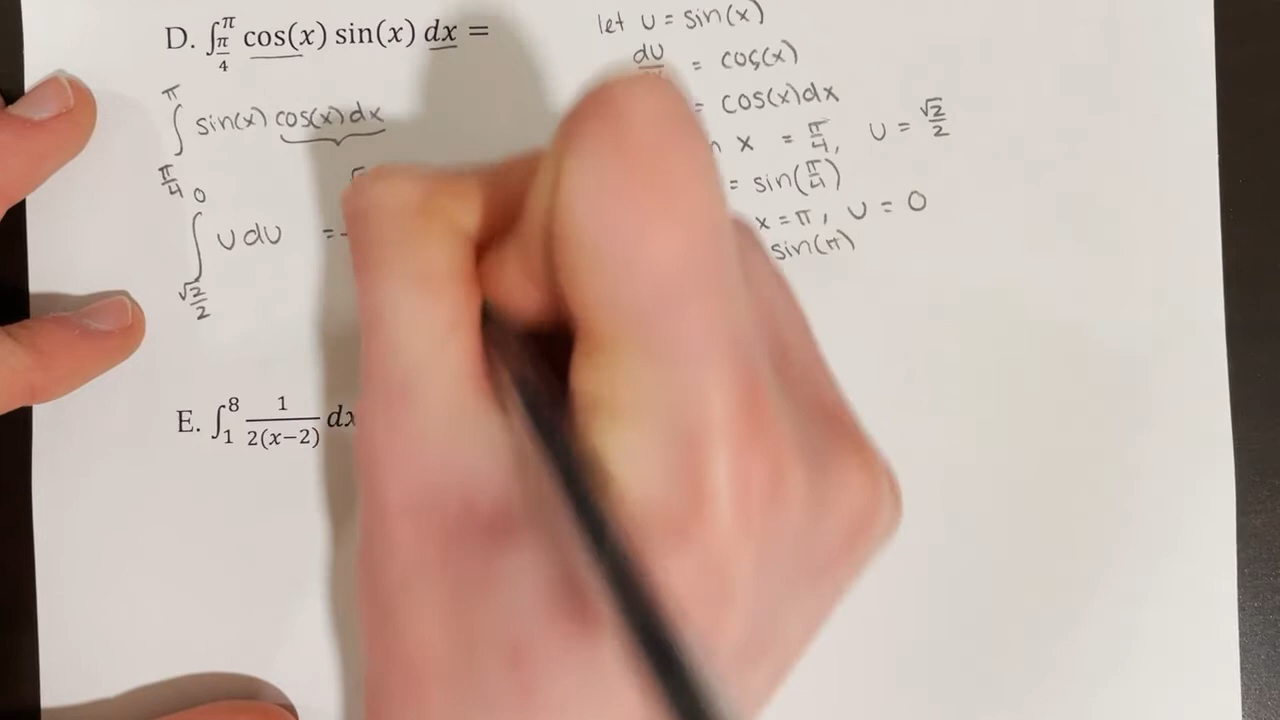 D. ∫_{π/4}^{π} cos(x) sin(x) dx =
let u = sin(x)
du = cos(x)
= cos(x)dx
∫_{π/4}^{π} sin(x) cos(x)dx
x = π/4, u = √2/2
= sin(π/4)
∫_{√2/2}^{0} u du =
x = π, u = 0
sin(π)
E. ∫_{1}^{8} 1/2(x−2)